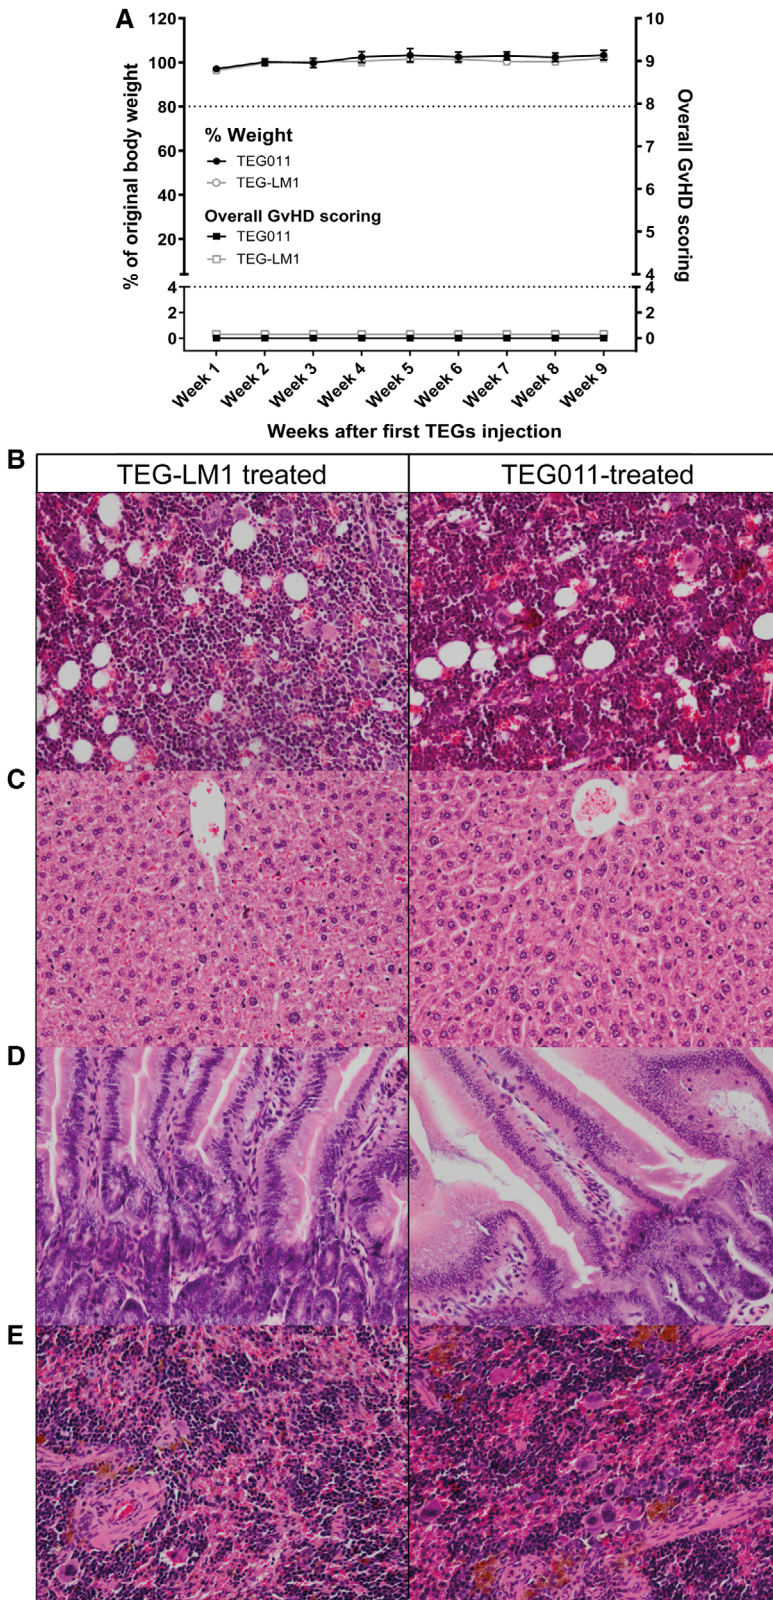 A
120
100
80
60
40
20
4
2
0
% of original body weight
10
9
8
7
6
5
4
4
2
0
Overall GvHD scoring
% Weight
TEG011
TEG-LM1
Overall GvHD scoring
TEG011
TEG-LM1
Week 1
Week 2
Week 3
Week 4
Week 5
Week 6
Week 7
Week 8
Week 9
Weeks after first TEGs injection
B
TEG-LM1 treated
TEG011-treated
C
D
E